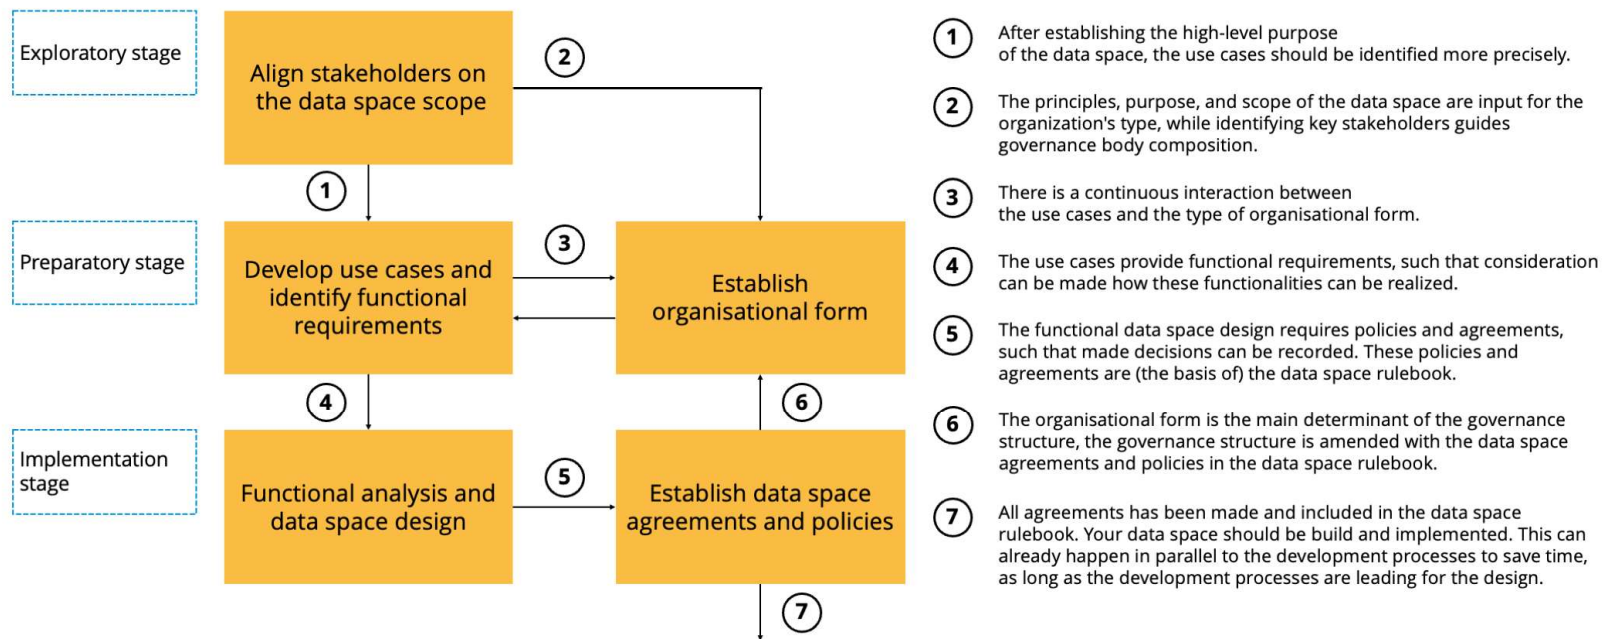 Exploratory stage
Align stakeholders on
the data space scope
2
1
Preparatory stage
Develop use cases and
identify functional
requirements
3
Establish
organisational form
4
6
Implementation
stage
Functional analysis and
data space design
5
Establish data space
agreements and policies
7
1
After establishing the high-level purpose
of the data space, the use cases should be identified more precisely.
2
The principles, purpose, and scope of the data space are input for the
organization's type, while identifying key stakeholders guides
governance body composition.
3
There is a continuous interaction between
the use cases and the type of organisational form.
4
The use cases provide functional requirements, such that consideration
can be made how these functionalities can be realized.
5
The functional data space design requires policies and agreements,
such that made decisions can be recorded. These policies and
agreements are (the basis of) the data space rulebook.
6
The organisational form is the main determinant of the governance
structure, the governance structure is amended with the data space
agreements and policies in the data space rulebook.
7
All agreements has been made and included in the data space
rulebook. Your data space should be build and implemented. This can
already happen in parallel to the development processes to save time,
as long as the development processes are leading for the design.